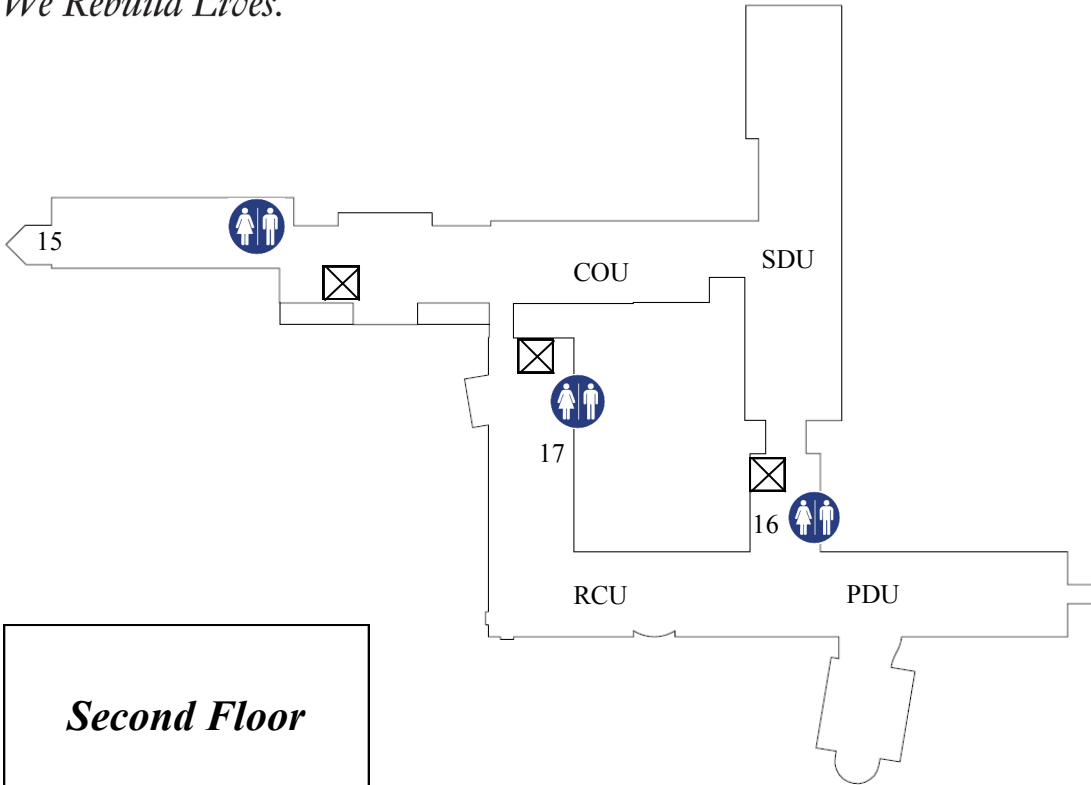 We Rebuild Lives.
15
COU
SDU
17
16
RCU
PDU
Second Floor